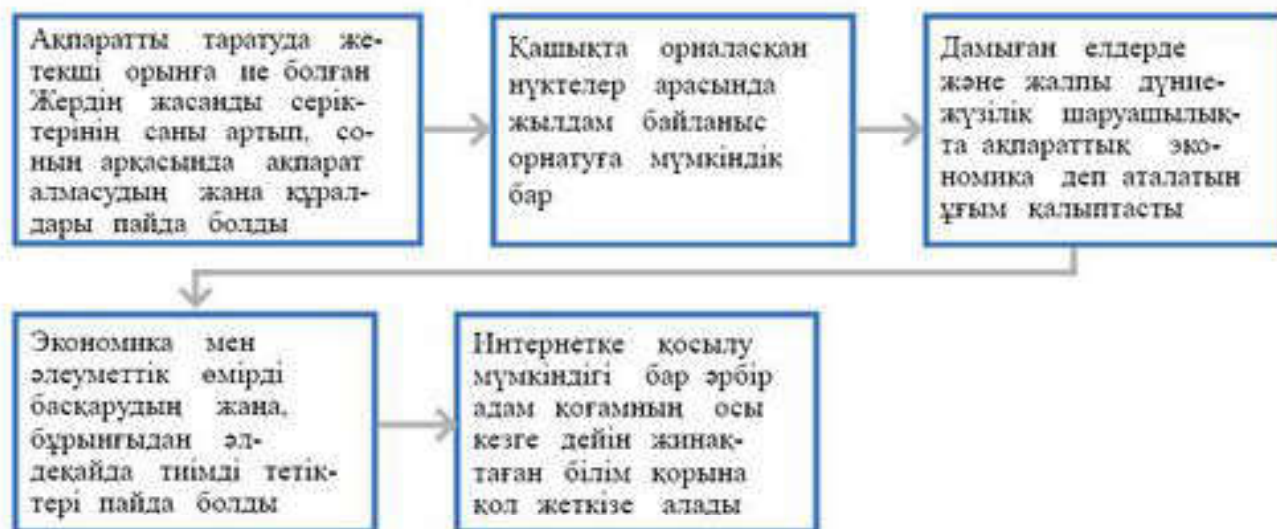 Ақпаратты таратуда же-
текші орынға ие болған
Жердің жасанды серік-
терінің саны артып, со-
ның арқасында ақпарат
алмасудың жаңа құрал-
дары пайда болды
Қашықта орналасқан
нүктелер арасында
жылдам байланыс
орнатуға мүмкіндік
бар
Дамыған елдерде
және жалпы дүние-
жүзілік шаруашылық-
та ақпараттық эко-
номика деп аталатын
ұғым қалыптасты
Экономика мен
әлеуметтік өмірді
басқарудың жаңа,
бұрынғыдан әл-
деқайда тиімді тетік-
тері пайда болды
Интернетке қосылу
мүмкіндігі бар әрбір
адам қоғамның осы
кезге дейін жинақ-
таған білім қорына
қол жеткізе алады